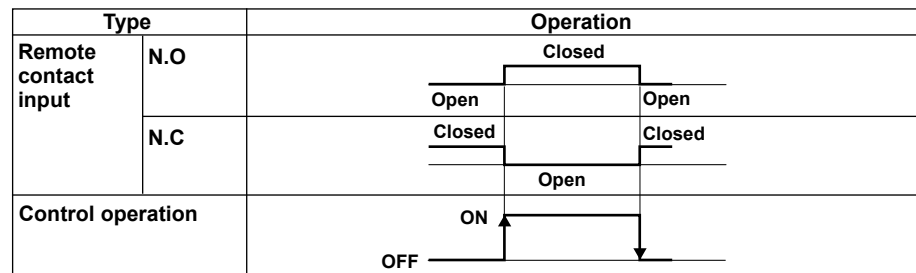 Type
Operation
Remote
contact
input
N.O
Closed
Open
Open
N.C
Closed
Closed
Open
Control operation
ON
OFF